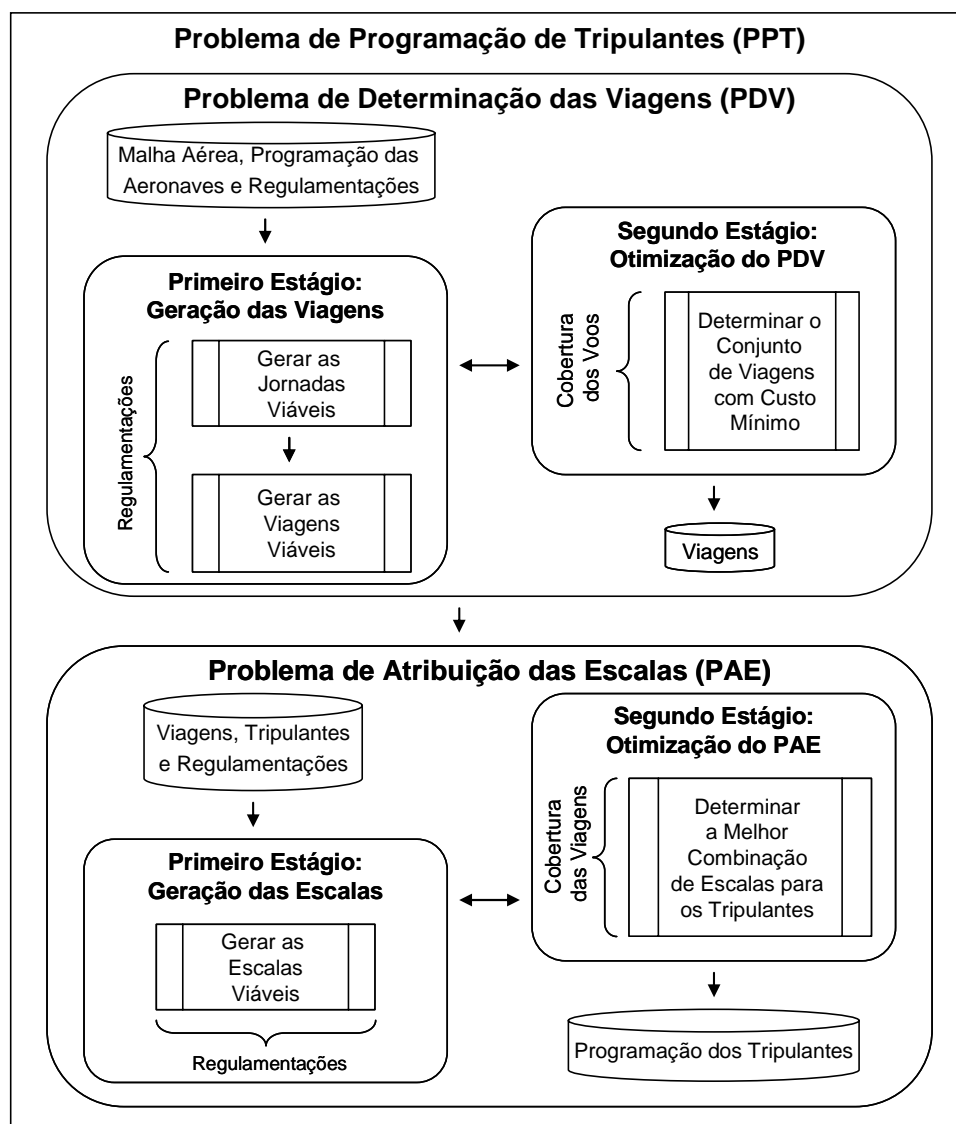 Problema de Programação de Tripulantes (PPT)
Problema de Determinação das Viagens (PDV)
Malha Aérea, Programação das
Aeronaves e Regulamentações
Primeiro Estágio:
Geração das Viagens
Regulamentações
Gerar as
Jornadas
Viáveis
Gerar as
Viagens
Viáveis
Segundo Estágio:
Otimização do PDV
Cobertura
dos Voos
Determinar o
Conjunto
de Viagens
com Custo
Mínimo
Viagens
Problema de Atribuição das Escalas (PAE)
Viagens, Tripulantes
e Regulamentações
Primeiro Estágio:
Geração das Escalas
Gerar as
Escalas
Viáveis
Regulamentações
Segundo Estágio:
Otimização do PAE
Cobertura
das Viagens
Determinar
a Melhor
Combinação
de Escalas para
os Tripulantes
Programação dos Tripulantes